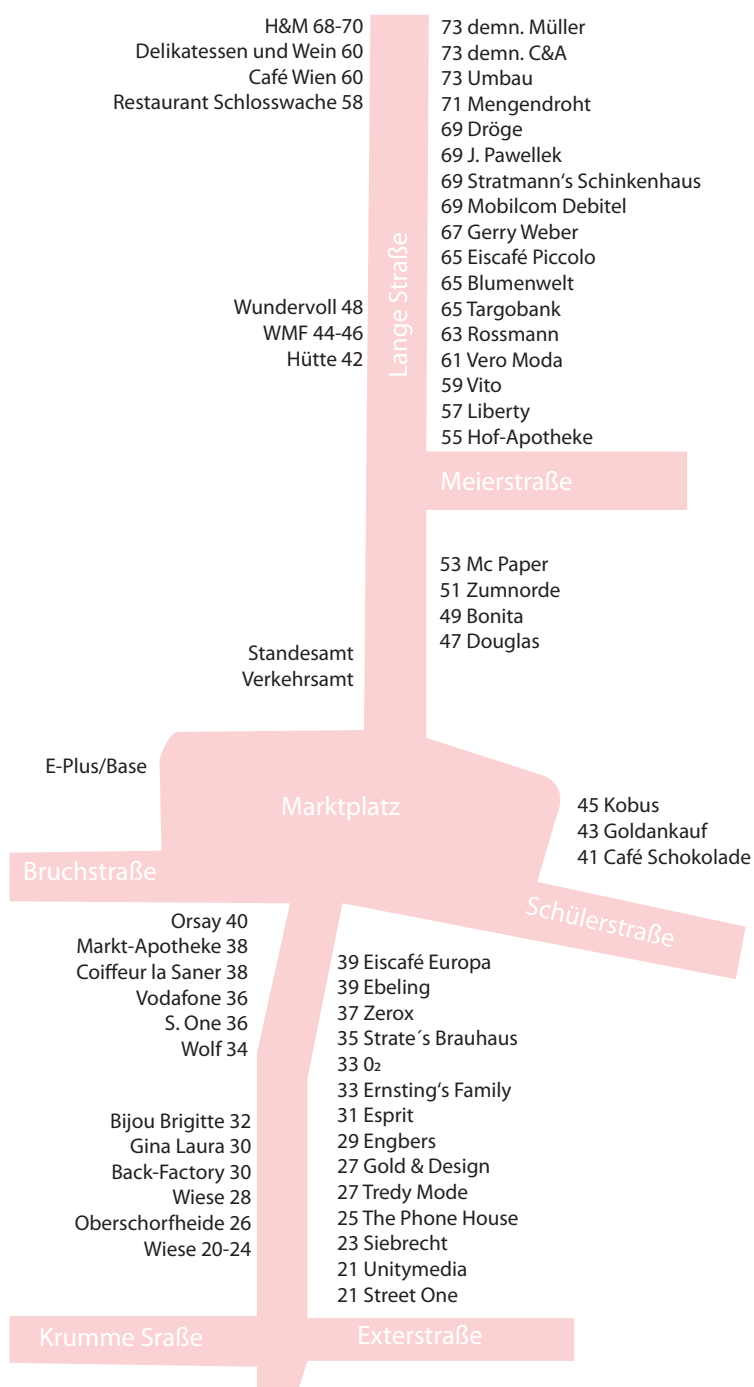 H&M 68-70
Delikatessen und Wein 60
Café Wien 60
Restaurant Schlosswache 58
73 demn. Müller
73 demn. C&A
73 Umbau
71 Mengendroht
69 Dröge
69 J. Pawellek
69 Stratmann‘s Schinkenhaus
69 Mobilcom Debitel
67 Gerry Weber
65 Eiscafé Piccolo
65 Blumenwelt
65 Targobank
63 Rossmann
61 Vero Moda
59 Vito
57 Liberty
55 Hof-Apotheke
Lange Straße
Wundervoll 48
WMF 44-46
Hütte 42
Meierstraße
53 Mc Paper
51 Zumnorde
49 Bonita
47 Douglas
Standesamt
Verkehrsamt
E-Plus/Base
Marktplatz
45 Kobus
43 Goldankauf
41 Café Schokolade
Bruchstraße
Schülerstraße
Orsay 40
Markt-Apotheke 38
Coiffeur la Saner 38
Vodafone 36
S. One 36
Wolf 34
39 Eiscafé Europa
39 Ebeling
37 Zerox
35 Strate´s Brauhaus
33 0₂
33 Ernsting‘s Family
31 Esprit
29 Engbers
27 Gold & Design
27 Tredy Mode
25 The Phone House
23 Siebrecht
21 Unitymedia
21 Street One
Bijou Brigitte 32
Gina Laura 30
Back-Factory 30
Wiese 28
Oberschorfheide 26
Wiese 20-24
Krumme Sraße
Exterstraße